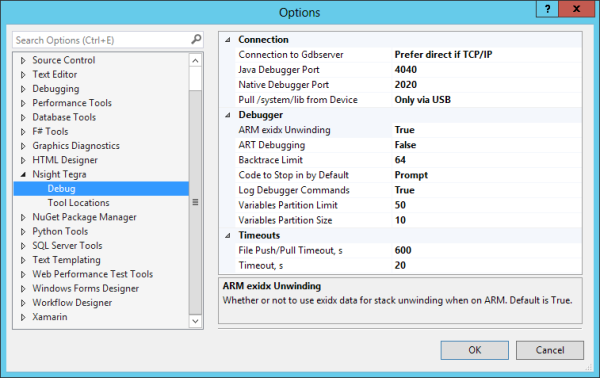 Options
? x
Search Options (Ctrl+E)
Source Control
Text Editor
Debugging
Performance Tools
Database Tools
F# Tools
Graphics Diagnostics
HTML Designer
Nsight Tegra
Debug
Tool Locations
NuGet Package Manager
Python Tools
SQL Server Tools
Text Templating
Web Performance Test Tools
Windows Forms Designer
Workflow Designer
Xamarin
Connection
Connection to Gdbserver Prefer direct if TCP/IP
Java Debugger Port 4040
Native Debugger Port 2020
Pull /system/lib from Device Only via USB
Debugger
ARM exidx Unwinding True
ART Debugging False
Backtrace Limit 64
Code to Stop in by Default Prompt
Log Debugger Commands True
Variables Partition Limit 50
Variables Partition Size 10
Timeouts
File Push/Pull Timeout, s 600
Timeout, s 20
ARM exidx Unwinding
Whether or not to use exidx data for stack unwinding when on ARM. Default is True.
OK Cancel